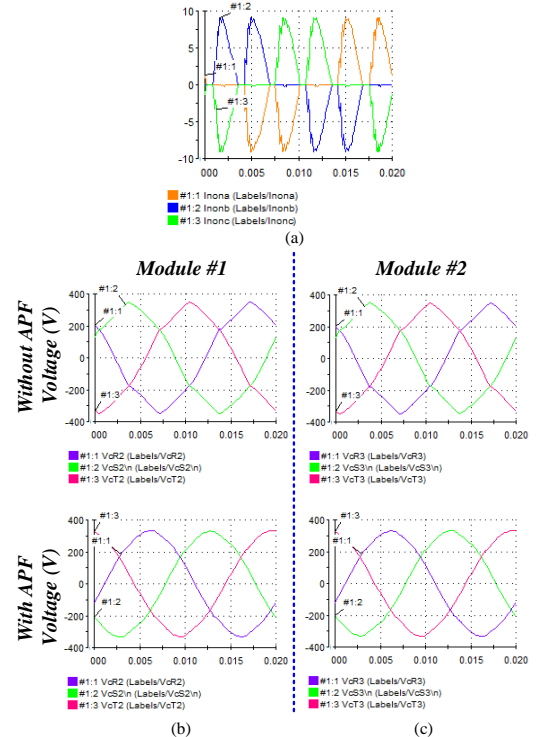 10
5
0
-5
-10
#1:2
#1:1
#1:3
0.000 0.005 0.010 0.015 0.020
#1:1 Inona (Labels/Inona)
#1:2 Inonb (Labels/Inonb)
#1:3 Inonc (Labels/Inonc)
(a)
Module #1
Module #2
Without APF
Voltage (V)
400
200
0
-200
-400
#1:2
#1:1
#1:3
0.000 0.005 0.010 0.015 0.020
#1:1 VcR2 (Labels/VcR2)
#1:2 VcS2\n (Labels/VcS2\n)
#1:3 VcT2 (Labels/VcT2)
400
200
0
-200
-400
#1:2
#1:1
#1:3
0.000 0.005 0.010 0.015 0.020
#1:1 VcR3 (Labels/VcR3)
#1:2 VcS3\n (Labels/VcS3\n)
#1:3 VcT3 (Labels/VcT3)
With APF
Voltage (V)
400
200
0
-200
-400
#1:3
#1:1
#1:2
0.000 0.005 0.010 0.015 0.020
#1:1 VcR2 (Labels/VcR2)
#1:2 VcS2\n (Labels/VcS2\n)
#1:3 VcT2 (Labels/VcT2)
400
200
0
-200
-400
#1:3
#1:1
#1:2
0.000 0.005 0.010 0.015 0.020
#1:1 VcR3 (Labels/VcR3)
#1:2 VcS3\n (Labels/VcS3\n)
#1:3 VcT3 (Labels/VcT3)
(b)
(c)